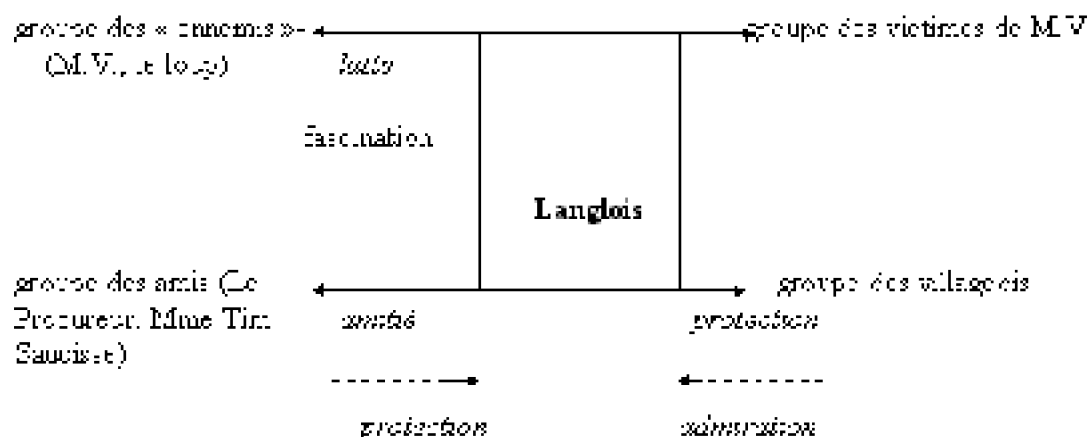 groupe des « ennemis »
groupe des victimes de M.V
(M.V., le loup)
lutte
fascination
Langlois
groupe des amis (Le
groupe des villageois
Procureur, Mme Tim
amitié
protection
Saucisse)
protection
admiration